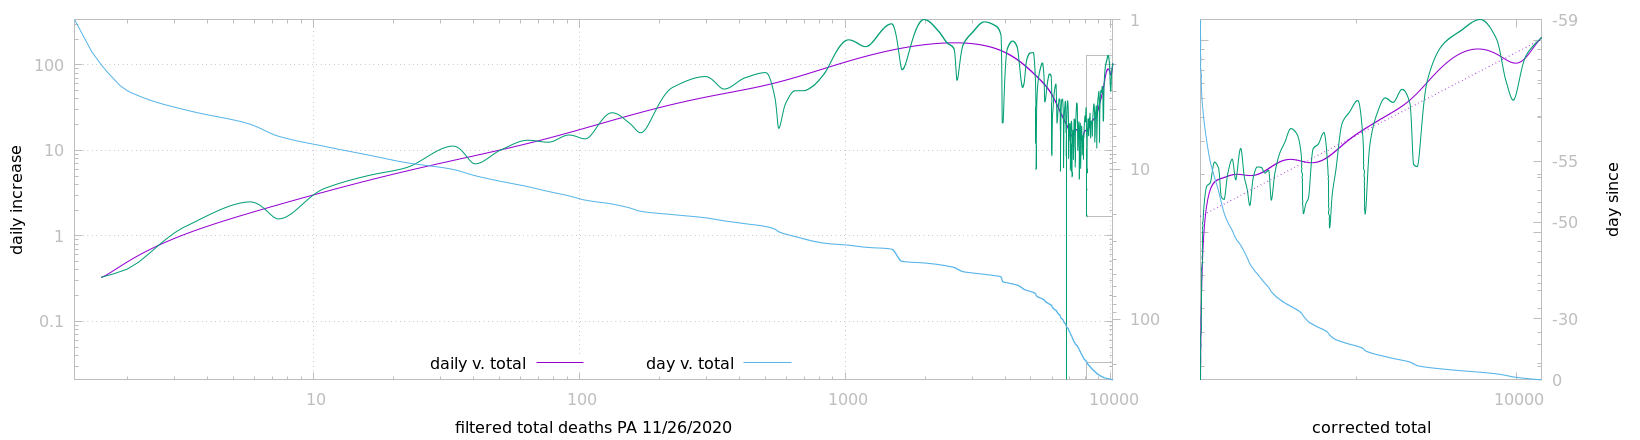 daily increase
100
10
1
0.1
10
100
1000
10000
1
10
100
daily v. total
day v. total
filtered total deaths PA 11/26/2020
-59
-55
-50
-30
0
10000
day since
corrected total